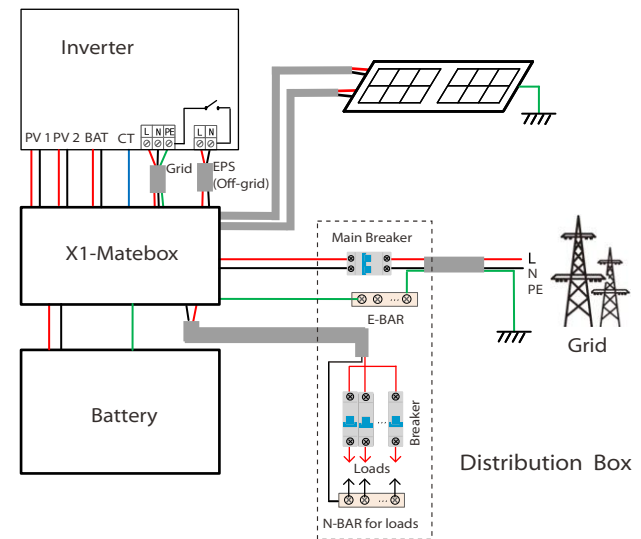 Inverter
PV 1 PV 2 BAT CT
L N PE
L N
Grid
EPS
(Off-grid)
X1-Matebox
Main Breaker
L
N
PE
E-BAR
Grid
Battery
Breaker
Loads
Distribution Box
N-BAR for loads